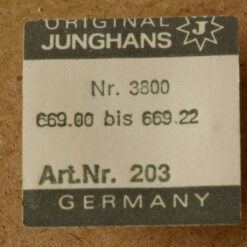 ORIGINAL
JUNGHANS
J
Nr. 3800
669.00 bis 669.22
Art.Nr. 203
GERMANY